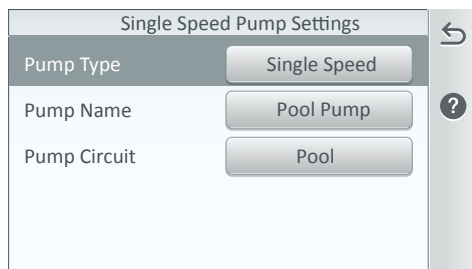 Single Speed Pump Settings
Pump Type Single Speed
Pump Name Pool Pump
Pump Circuit Pool
?